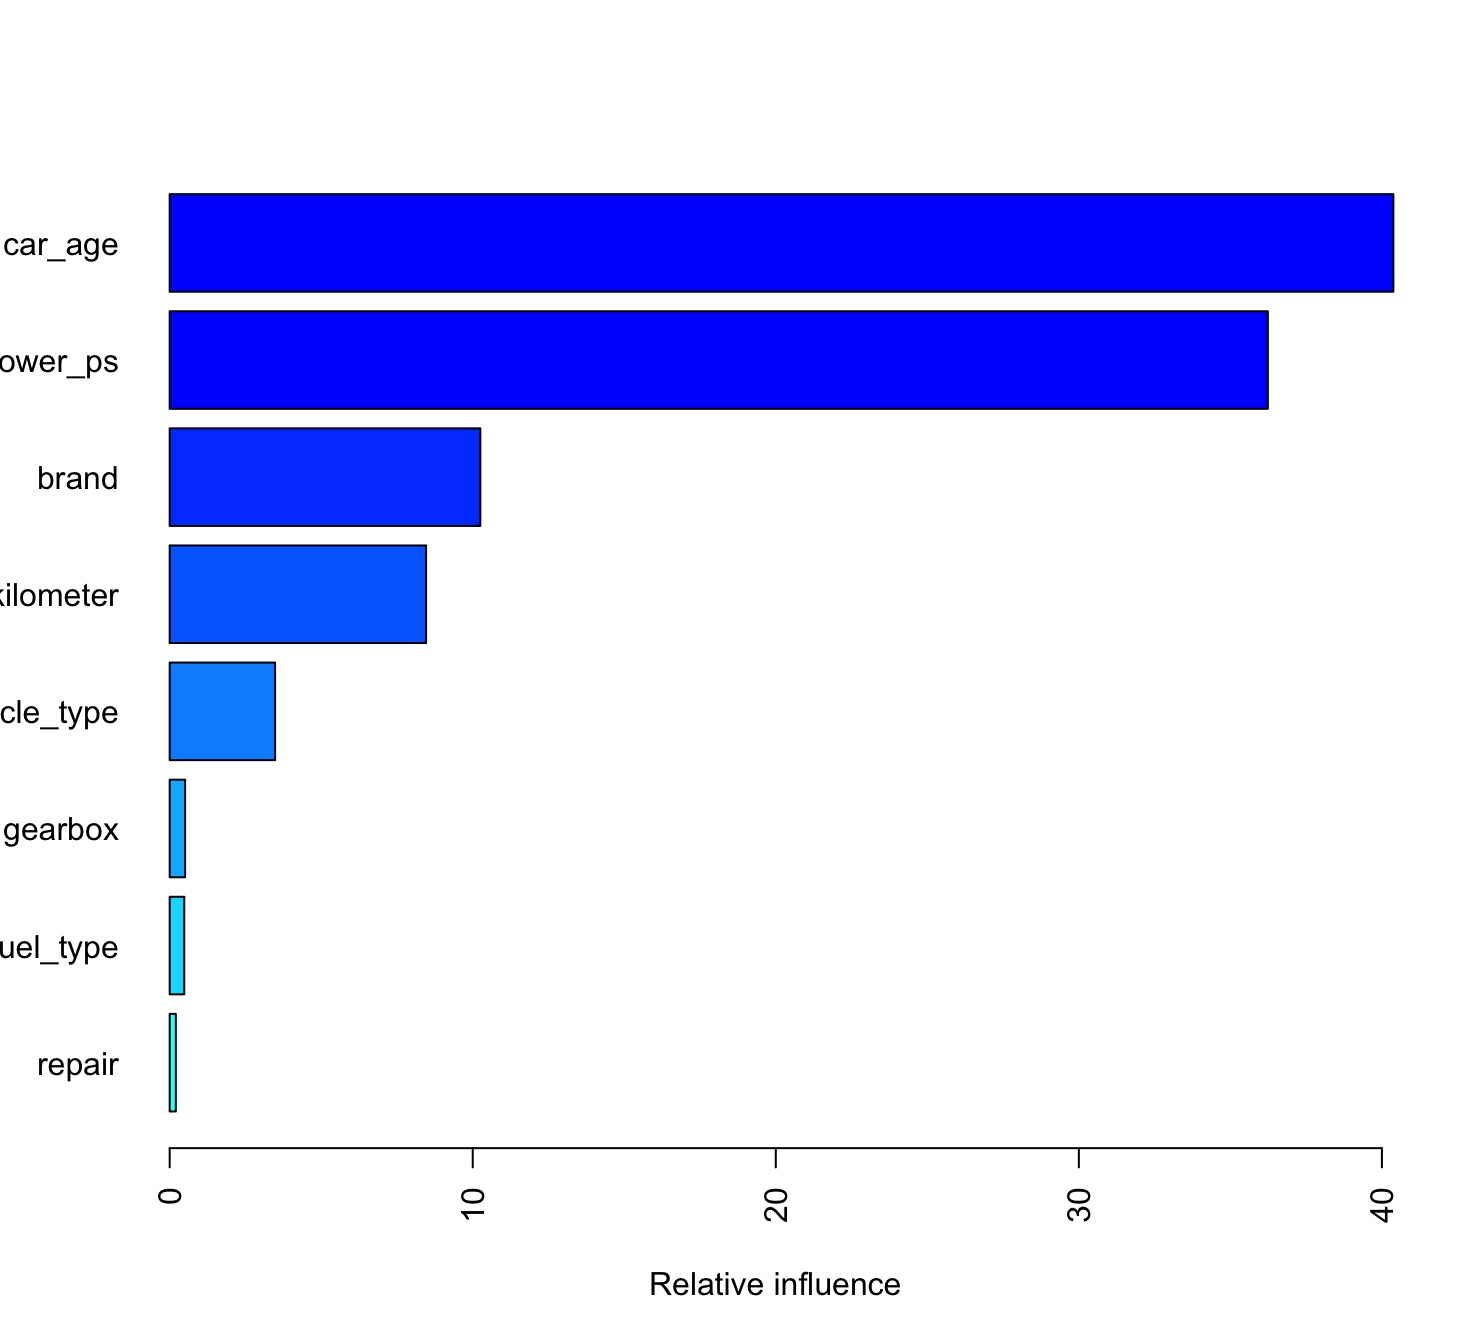 car_age
ower_ps
brand
kilometer
cle_type
gearbox
uel_type
repair
0
10
20
30
40
Relative influence